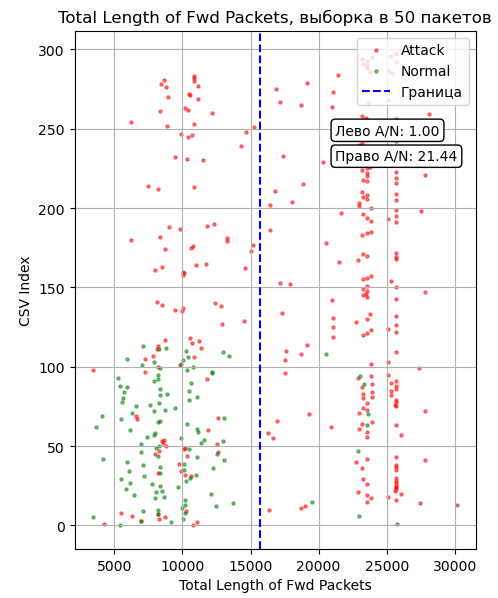 Total Length of Fwd Packets, выборка в 50 пакетов
300
250
200
150
100
50
0
CSV Index
Attack
Normal
Граница
Лево A/N: 1.00
Право A/N: 21.44
5000 10000 15000 20000 25000 30000
Total Length of Fwd Packets